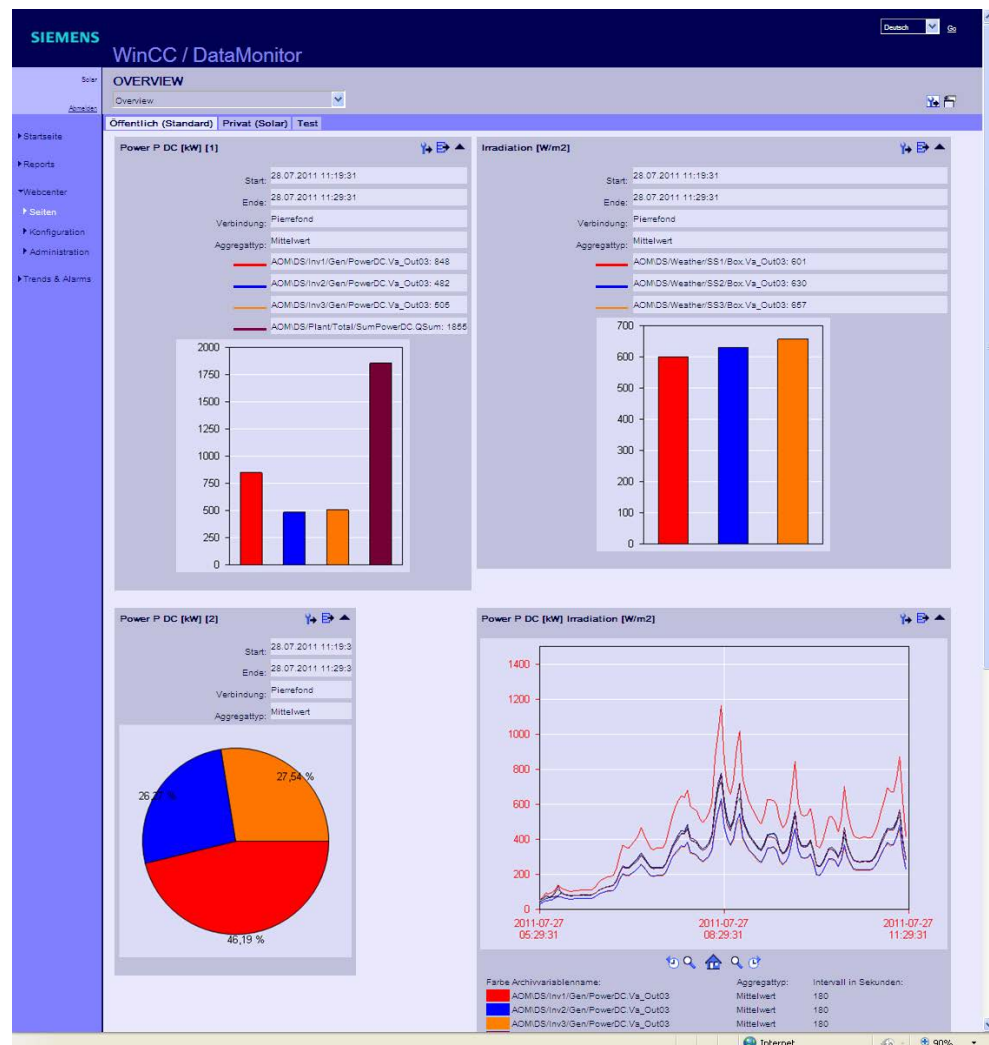 SIEMENS
WinCC / DataMonitor
Deutsch Go
Solar
Abmelden
OVERVIEW
Overview
Öffentlich (Standard) Privat (Solar) Test
Startseite
Reports
Webcenter
Seiten
Konfiguration
Administration
Trends & Alarms
Power P DC [kW] [1]
Start: 28.07.2011 11:19:31
Ende: 28.07.2011 11:29:31
Verbindung: Pierrefond
Aggregattyp: Mittelwert
AOM\DS/Inv1/Gen/PowerDC.Va_Out03: 848
AOM\DS/Inv2/Gen/PowerDC.Va_Out03: 482
AOM\DS/Inv3/Gen/PowerDC.Va_Out03: 505
AOM\DS/Plant/Total/SumPowerDC.QSum: 1855
2000
1750
1500
1250
1000
750
500
250
0
Irradiation [W/m2]
Start: 28.07.2011 11:19:31
Ende: 28.07.2011 11:29:31
Verbindung: Pierrefond
Aggregattyp: Mittelwert
AOM\DS/Weather/SS1/Box.Va_Out03: 601
AOM\DS/Weather/SS2/Box.Va_Out03: 630
AOM\DS/Weather/SS3/Box.Va_Out03: 657
700
600
500
400
300
200
100
0
Power P DC [kW] [2]
Start: 28.07.2011 11:19:3
Ende: 28.07.2011 11:29:3
Verbindung: Pierrefond
Aggregattyp: Mittelwert
27,54 %
46,19 %
Power P DC [kW] Irradiation [W/m2]
1400
1200
1000
800
600
400
200
0
2011-07-27 2011-07-27 2011-07-27
05:29:31 08:29:31 11:29:31
Farbe Archivvariablenname: Aggregattyp: Intervall in Sekunden:
AOM\DS/Inv1/Gen/PowerDC.Va_Out03 Mittelwert 180
AOM\DS/Inv2/Gen/PowerDC.Va_Out03 Mittelwert 180
AOM\DS/Inv3/Gen/PowerDC.Va_Out03 Mittelwert 180
Internet 90%